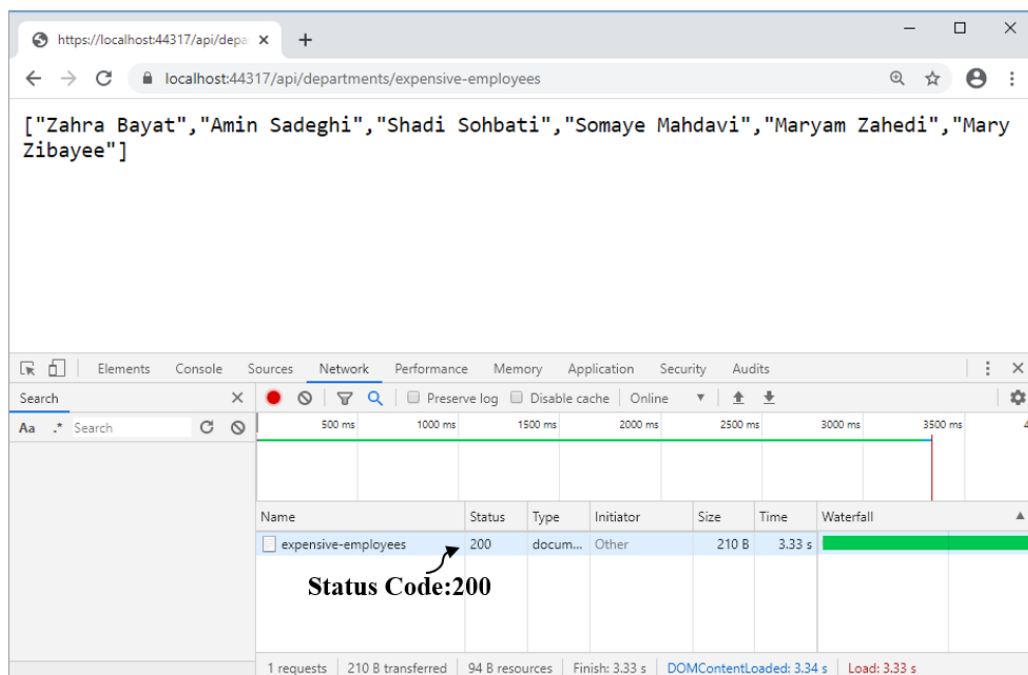 https://localhost:44317/api/depa
localhost:44317/api/departments/expensive-employees
["Zahra Bayat","Amin Sadeghi","Shadi Sohbati","Somaye Mahdavi","Maryam Zahedi","Mary
Zibayee"]
Elements Console Sources Network Performance Memory Application Security Audits
Search Preserve log Disable cache Online
Aa .* Search 500 ms 1000 ms 1500 ms 2000 ms 2500 ms 3000 ms 3500 ms 4
Name Status Type Initiator Size Time Waterfall
expensive-employees 200 docum... Other 210 B 3.33 s
Status Code:200
1 requests 210 B transferred 94 B resources Finish: 3.33 s DOMContentLoaded: 3.34 s Load: 3.33 s